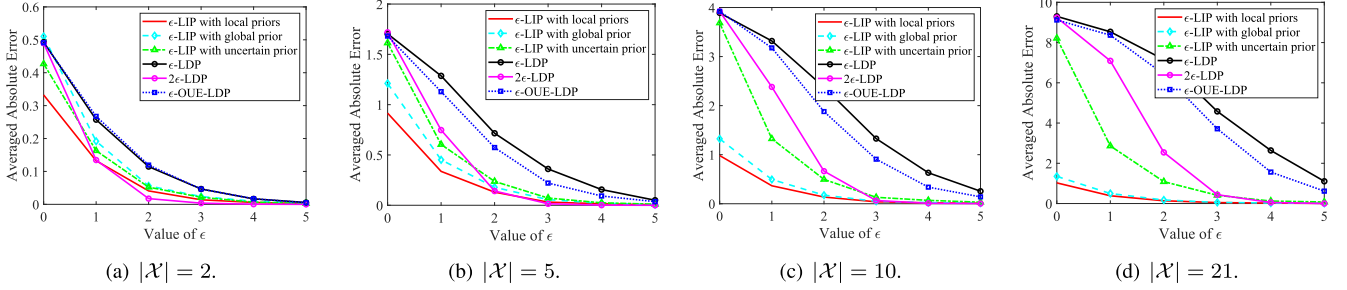 0.6
0.5
0.4
0.3
0.2
0.1
0
0 1 2 3 4 5
Averaged Absolute Error
Value of ϵ
ϵ-LIP with local priors
ϵ-LIP with global prior
ϵ-LIP with uncertain prior
ϵ-LDP
2ϵ-LDP
ϵ-OUE-LDP
(a) |𝒳| = 2.
2
1.5
1
0.5
0
0 1 2 3 4 5
Averaged Absolute Error
Value of ϵ
ϵ-LIP with local priors
ϵ-LIP with global prior
ϵ-LIP with uncertain prior
ϵ-LDP
2ϵ-LDP
ϵ-OUE-LDP
(b) |𝒳| = 5.
4
3
2
1
0
0 1 2 3 4 5
Averaged Absolute Error
Value of ϵ
ϵ-LIP with local priors
ϵ-LIP with global prior
ϵ-LIP with uncertain prior
ϵ-LDP
2ϵ-LDP
ϵ-OUE-LDP
(c) |𝒳| = 10.
10
8
6
4
2
0
0 1 2 3 4 5
Averaged Absolute Error
Value of ϵ
ϵ-LIP with local priors
ϵ-LIP with global prior
ϵ-LIP with uncertain prior
ϵ-LDP
2ϵ-LDP
ϵ-OUE-LDP
(d) |𝒳| = 21.